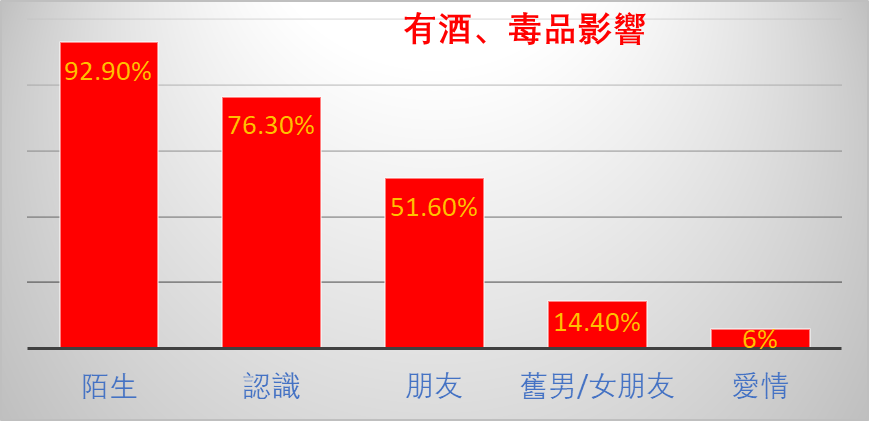 有酒、毒品影響
92.90%
76.30%
51.60%
14.40%
6%
陌生
認識
朋友
舊男/女朋友
愛情